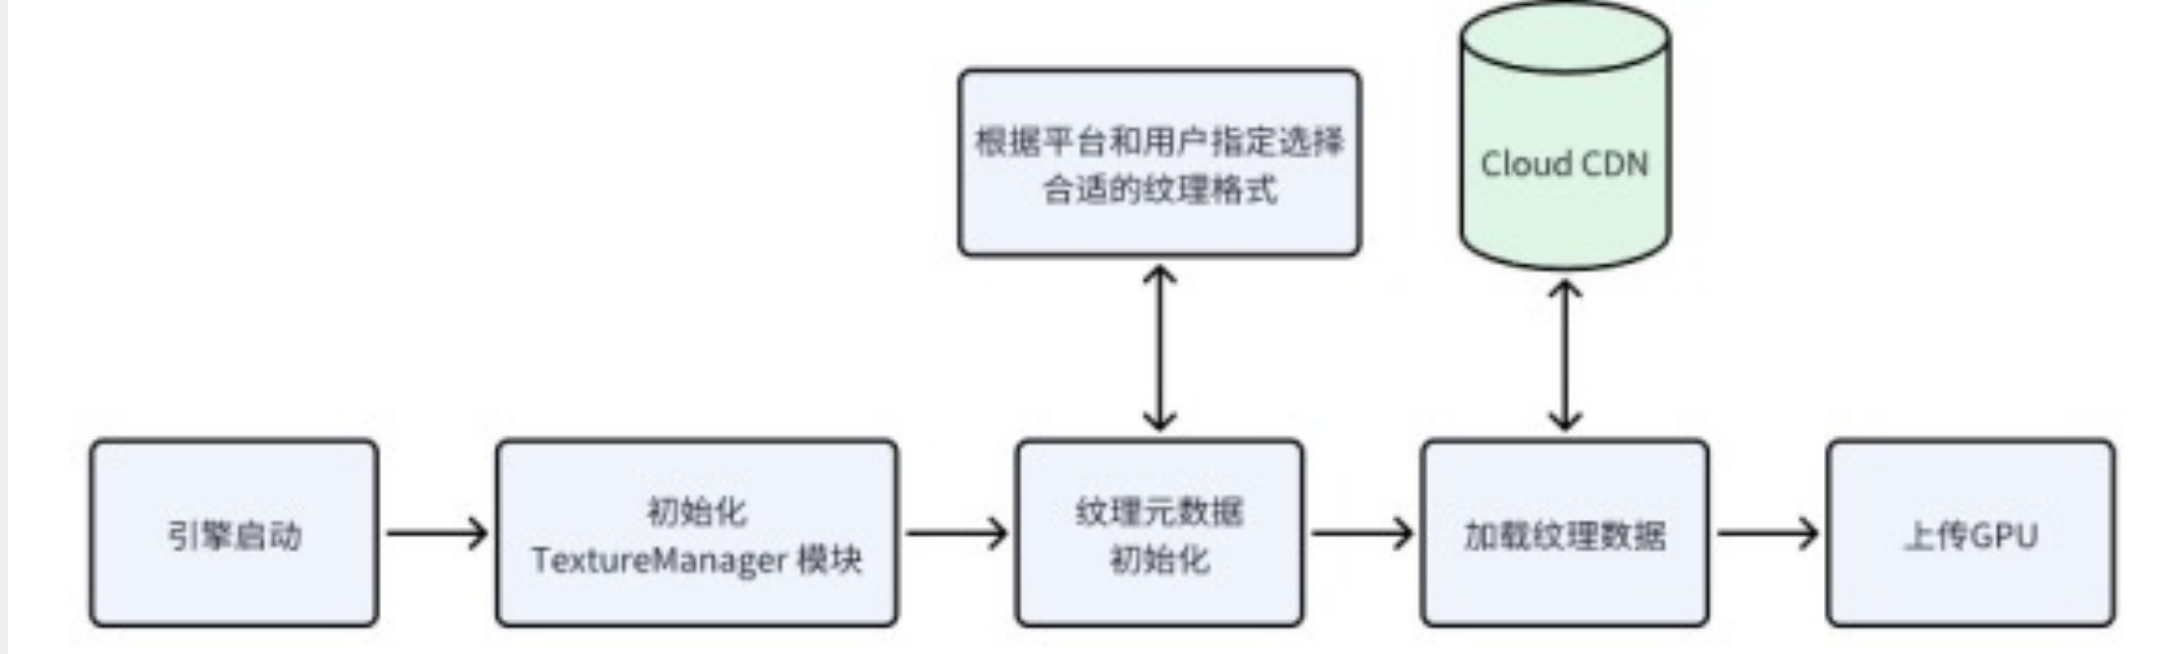 根据平台和用户指定选择
合适的纹理格式
Cloud CDN
引擎启动
初始化
TextureManager 模块
纹理元数据
初始化
加载纹理数据
上传GPU